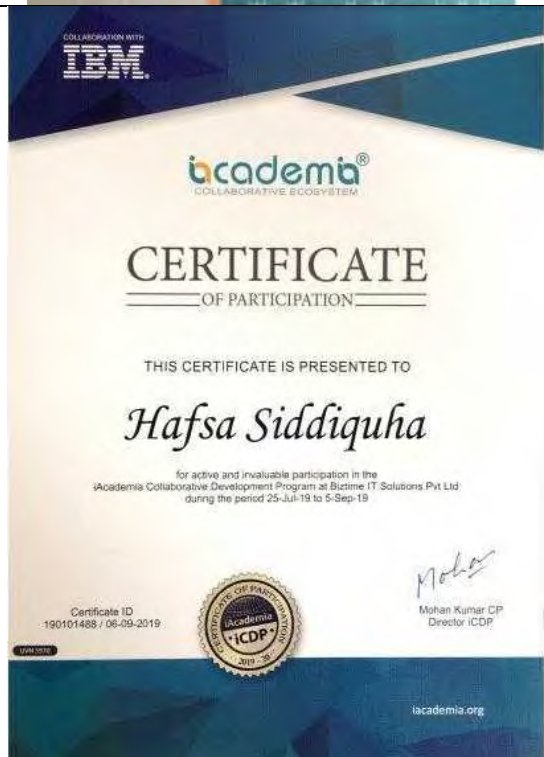 COLLABORATION WITH
IBM®
iacademia®
COLLABORATIVE ECOSYSTEM
CERTIFICATE
OF PARTICIPATION
THIS CERTIFICATE IS PRESENTED TO
Hafsa Siddiquha
for active and invaluable participation in the
iAcademia Collaborative Development Program at Biztime IT Solutions Pvt Ltd
during the period 25-Jul-19 to 5-Sep-19
Certificate ID
190101488 / 06-09-2019
CERTIFICATE OF PARTICIPATION
iAcademia
iCDP
2019 - 20
Mohan Kumar CP
Director iCDP
iacademia.org